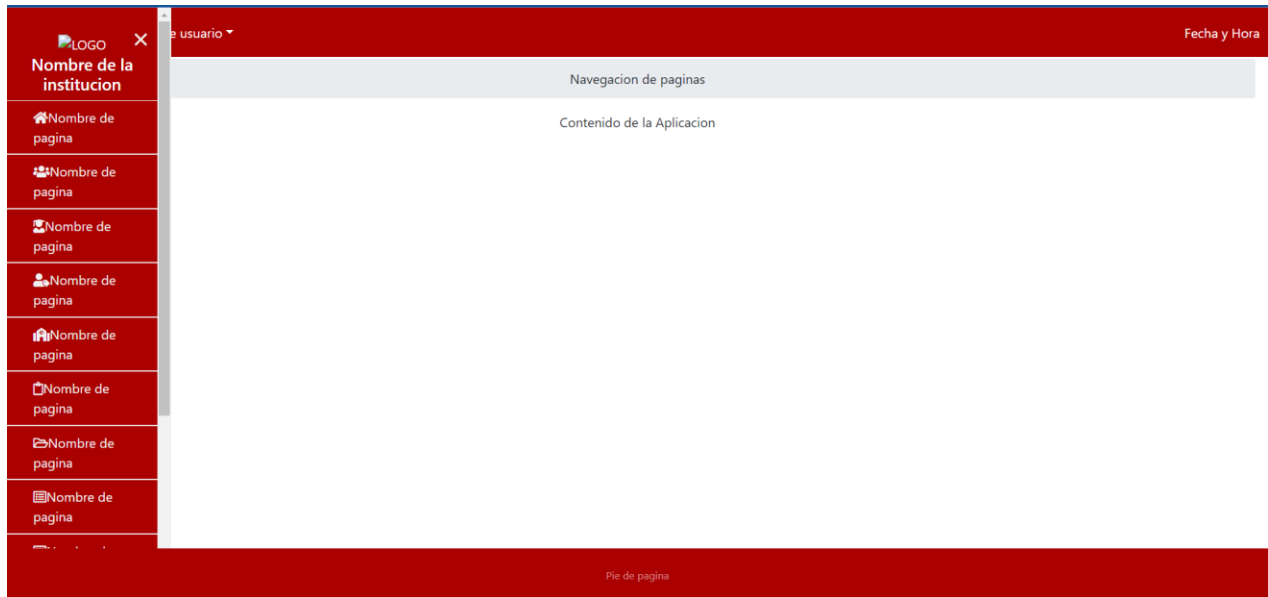 LOGO ×
e usuario
Fecha y Hora
Nombre de la
institucion
Navegacion de paginas
Contenido de la Aplicacion
Nombre de
pagina
Nombre de
pagina
Nombre de
pagina
Nombre de
pagina
Nombre de
pagina
Nombre de
pagina
Nombre de
pagina
Nombre de
pagina
Pie de pagina